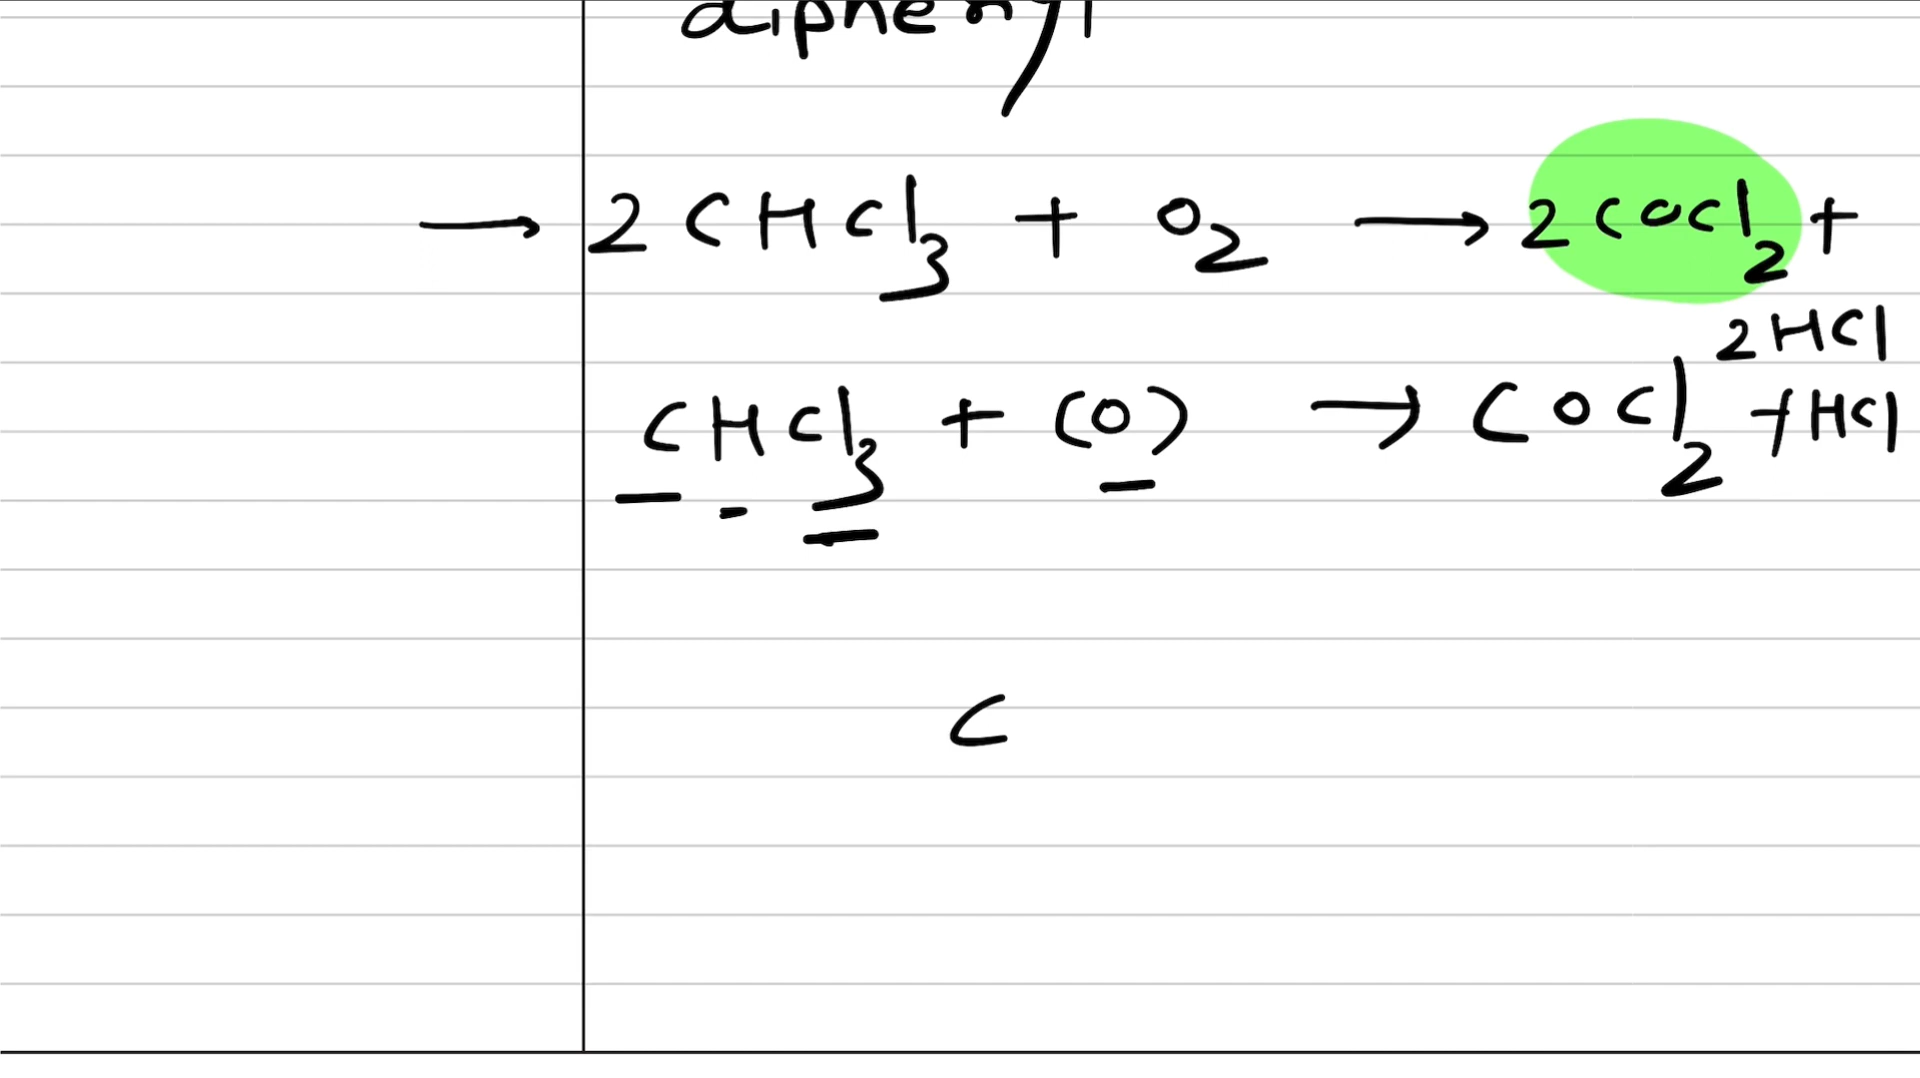 diphenyl
→ 2CHCl₃ + O₂ → 2COCl₂ +
2HCl
CHCl₃ + (O) → COCl₂ + HCl
C